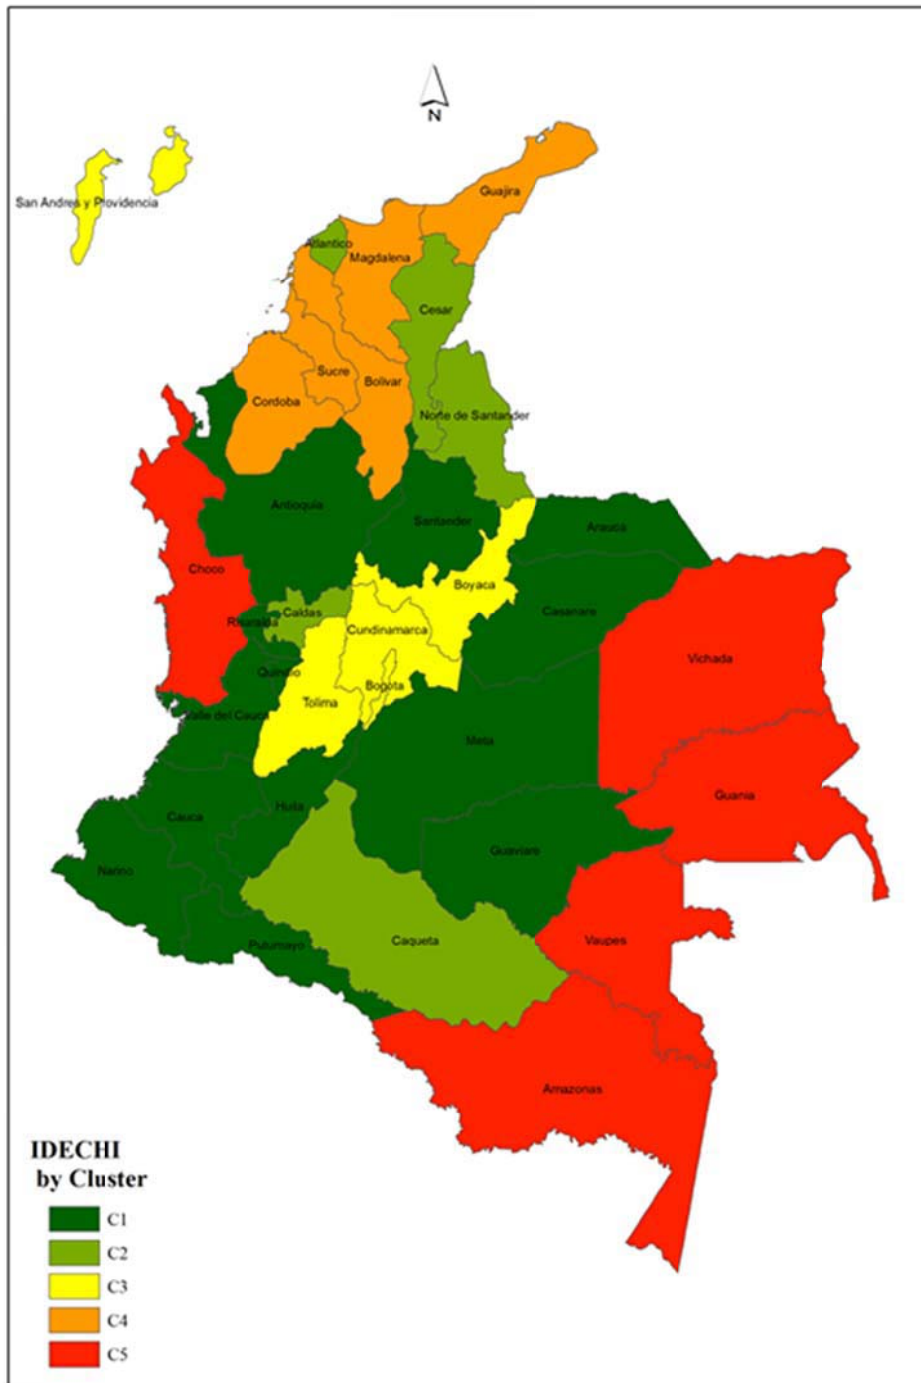 N
Guajira
San Andres y Providencia
Atlantico
Magdalena
Cesar
Sucre
Bolivar
Cordoba
Norte de Santander
Antioquia
Santander
Arauca
Choco
Boyaca
Casanare
Caldas
Risaralda
Cundinamarca
Vichada
Quindio
Bogota
Tolima
Valle del Cauca
Meta
Guania
Huila
Cauca
Guaviare
Narino
Caqueta
Vaupes
Putumayo
Amazonas
IDECHI
by Cluster
C1
C2
C3
C4
C5